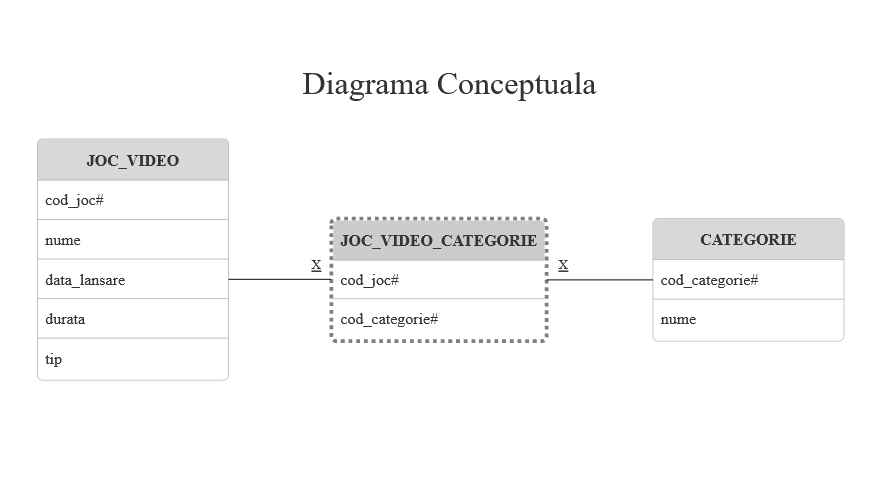 Diagrama Conceptuala
JOC_VIDEO
cod_joc#
nume
data_lansare
durata
tip
X
JOC_VIDEO_CATEGORIE
cod_joc#
cod_categorie#
X
CATEGORIE
cod_categorie#
nume